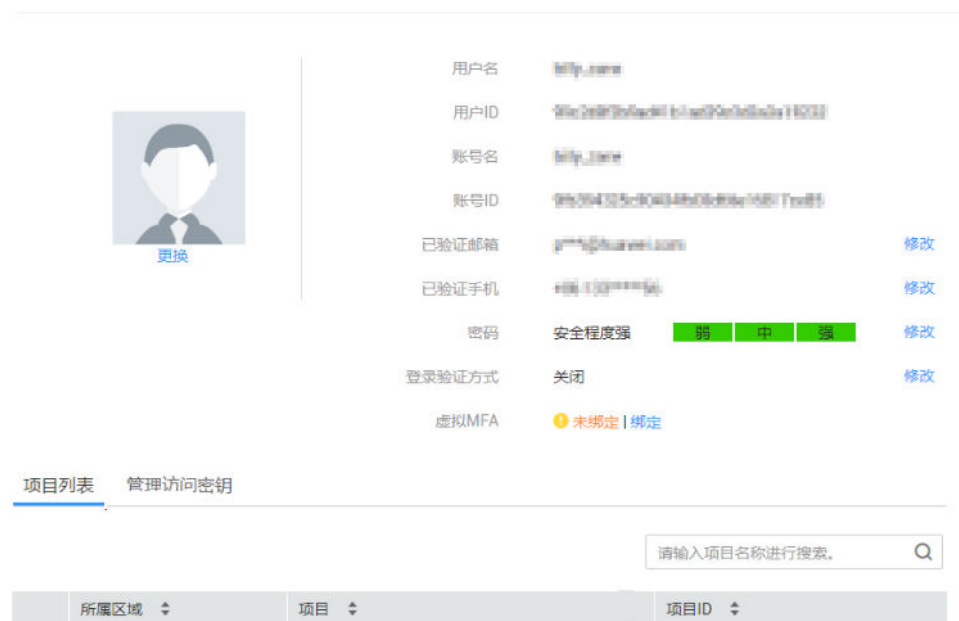 用户名
用户ID
账号名
账号ID
更换
已验证邮箱 修改
已验证手机 修改
密码 安全程度强 弱 中 强 修改
登录验证方式 关闭 修改
虚拟MFA 未绑定 | 绑定
项目列表 管理访问密钥
请输入项目名称进行搜索。
所属区域 项目 项目ID